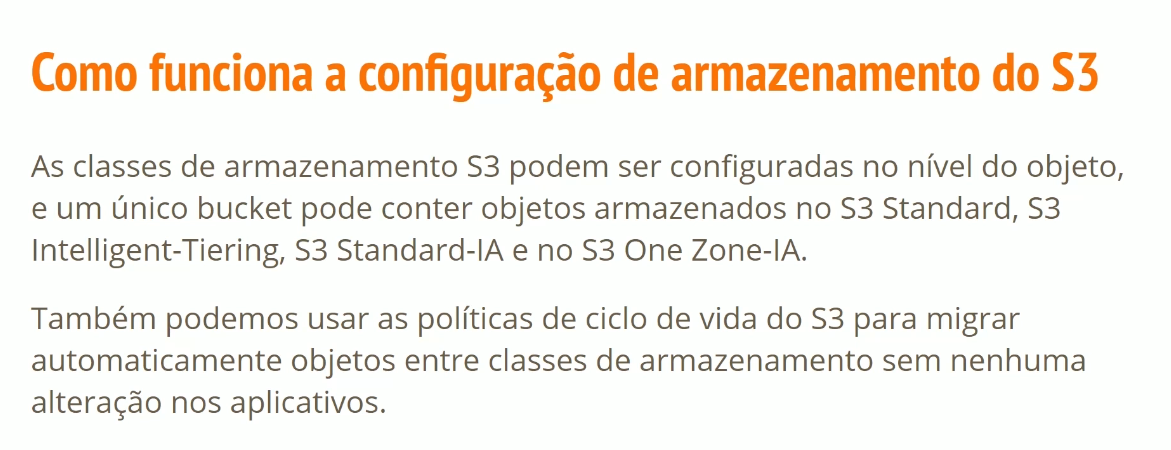 Como funciona a configuração de armazenamento do S3
As classes de armazenamento S3 podem ser configuradas no nível do objeto,
e um único bucket pode conter objetos armazenados no S3 Standard, S3
Intelligent-Tiering, S3 Standard-IA e no S3 One Zone-IA.
Também podemos usar as políticas de ciclo de vida do S3 para migrar
automaticamente objetos entre classes de armazenamento sem nenhuma
alteração nos aplicativos.